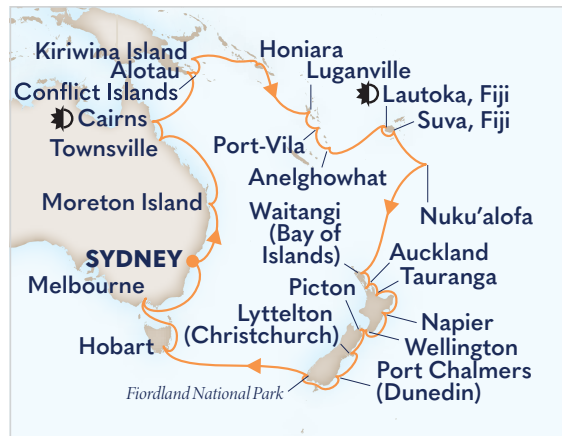 Kiriwina Island
Alotau
Conflict Islands
Cairns
Townsville
Moreton Island
SYDNEY
Melbourne
Hobart
Honiara
Luganville
Lautoka, Fiji
Suva, Fiji
Port-Vila
Anelghowhat
Nuku'alofa
Waitangi
(Bay of
Islands)
Auckland
Tauranga
Picton
Napier
Lyttelton
(Christchurch)
Wellington
Port Chalmers
(Dunedin)
Fiordland National Park